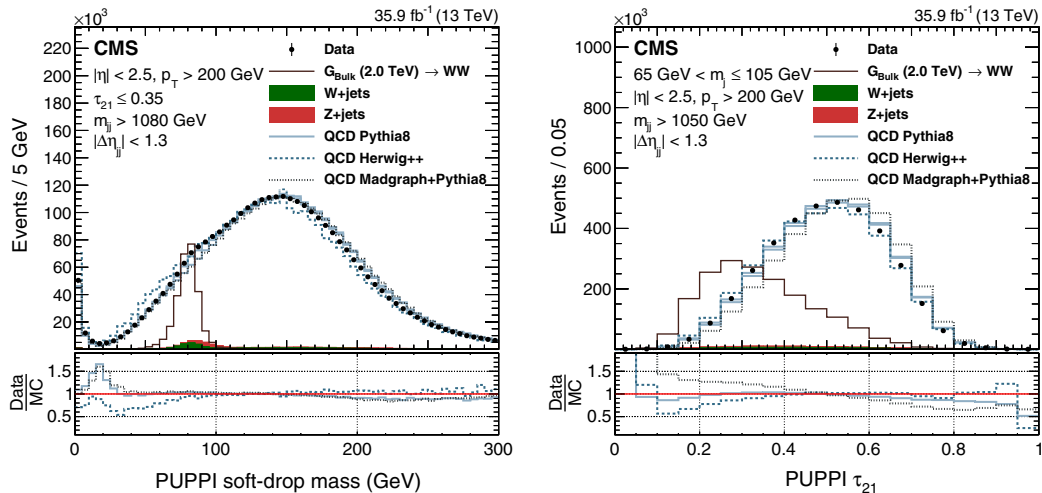 ×10³
35.9 fb⁻¹ (13 TeV)
CMS
|η| < 2.5, p_T > 200 GeV
τ₂₁ ≤ 0.35
m_jj > 1080 GeV
|Δη_jj| < 1.3
Data
G_Bulk (2.0 TeV) → WW
W+jets
Z+jets
QCD Pythia8
QCD Herwig++
QCD Madgraph+Pythia8
Events / 5 GeV
220
200
180
160
140
120
100
80
60
40
20
Data/MC
1.5
1
0.5
0 100 200 300
PUPPI soft-drop mass (GeV)
×10³
35.9 fb⁻¹ (13 TeV)
CMS
65 GeV < m_j ≤ 105 GeV
|η| < 2.5, p_T > 200 GeV
m_jj > 1050 GeV
|Δη_jj| < 1.3
Data
G_Bulk (2.0 TeV) → WW
W+jets
Z+jets
QCD Pythia8
QCD Herwig++
QCD Madgraph+Pythia8
Events / 0.05
1000
800
600
400
200
Data/MC
1.5
1
0.5
0 0.2 0.4 0.6 0.8 1
PUPPI τ₂₁